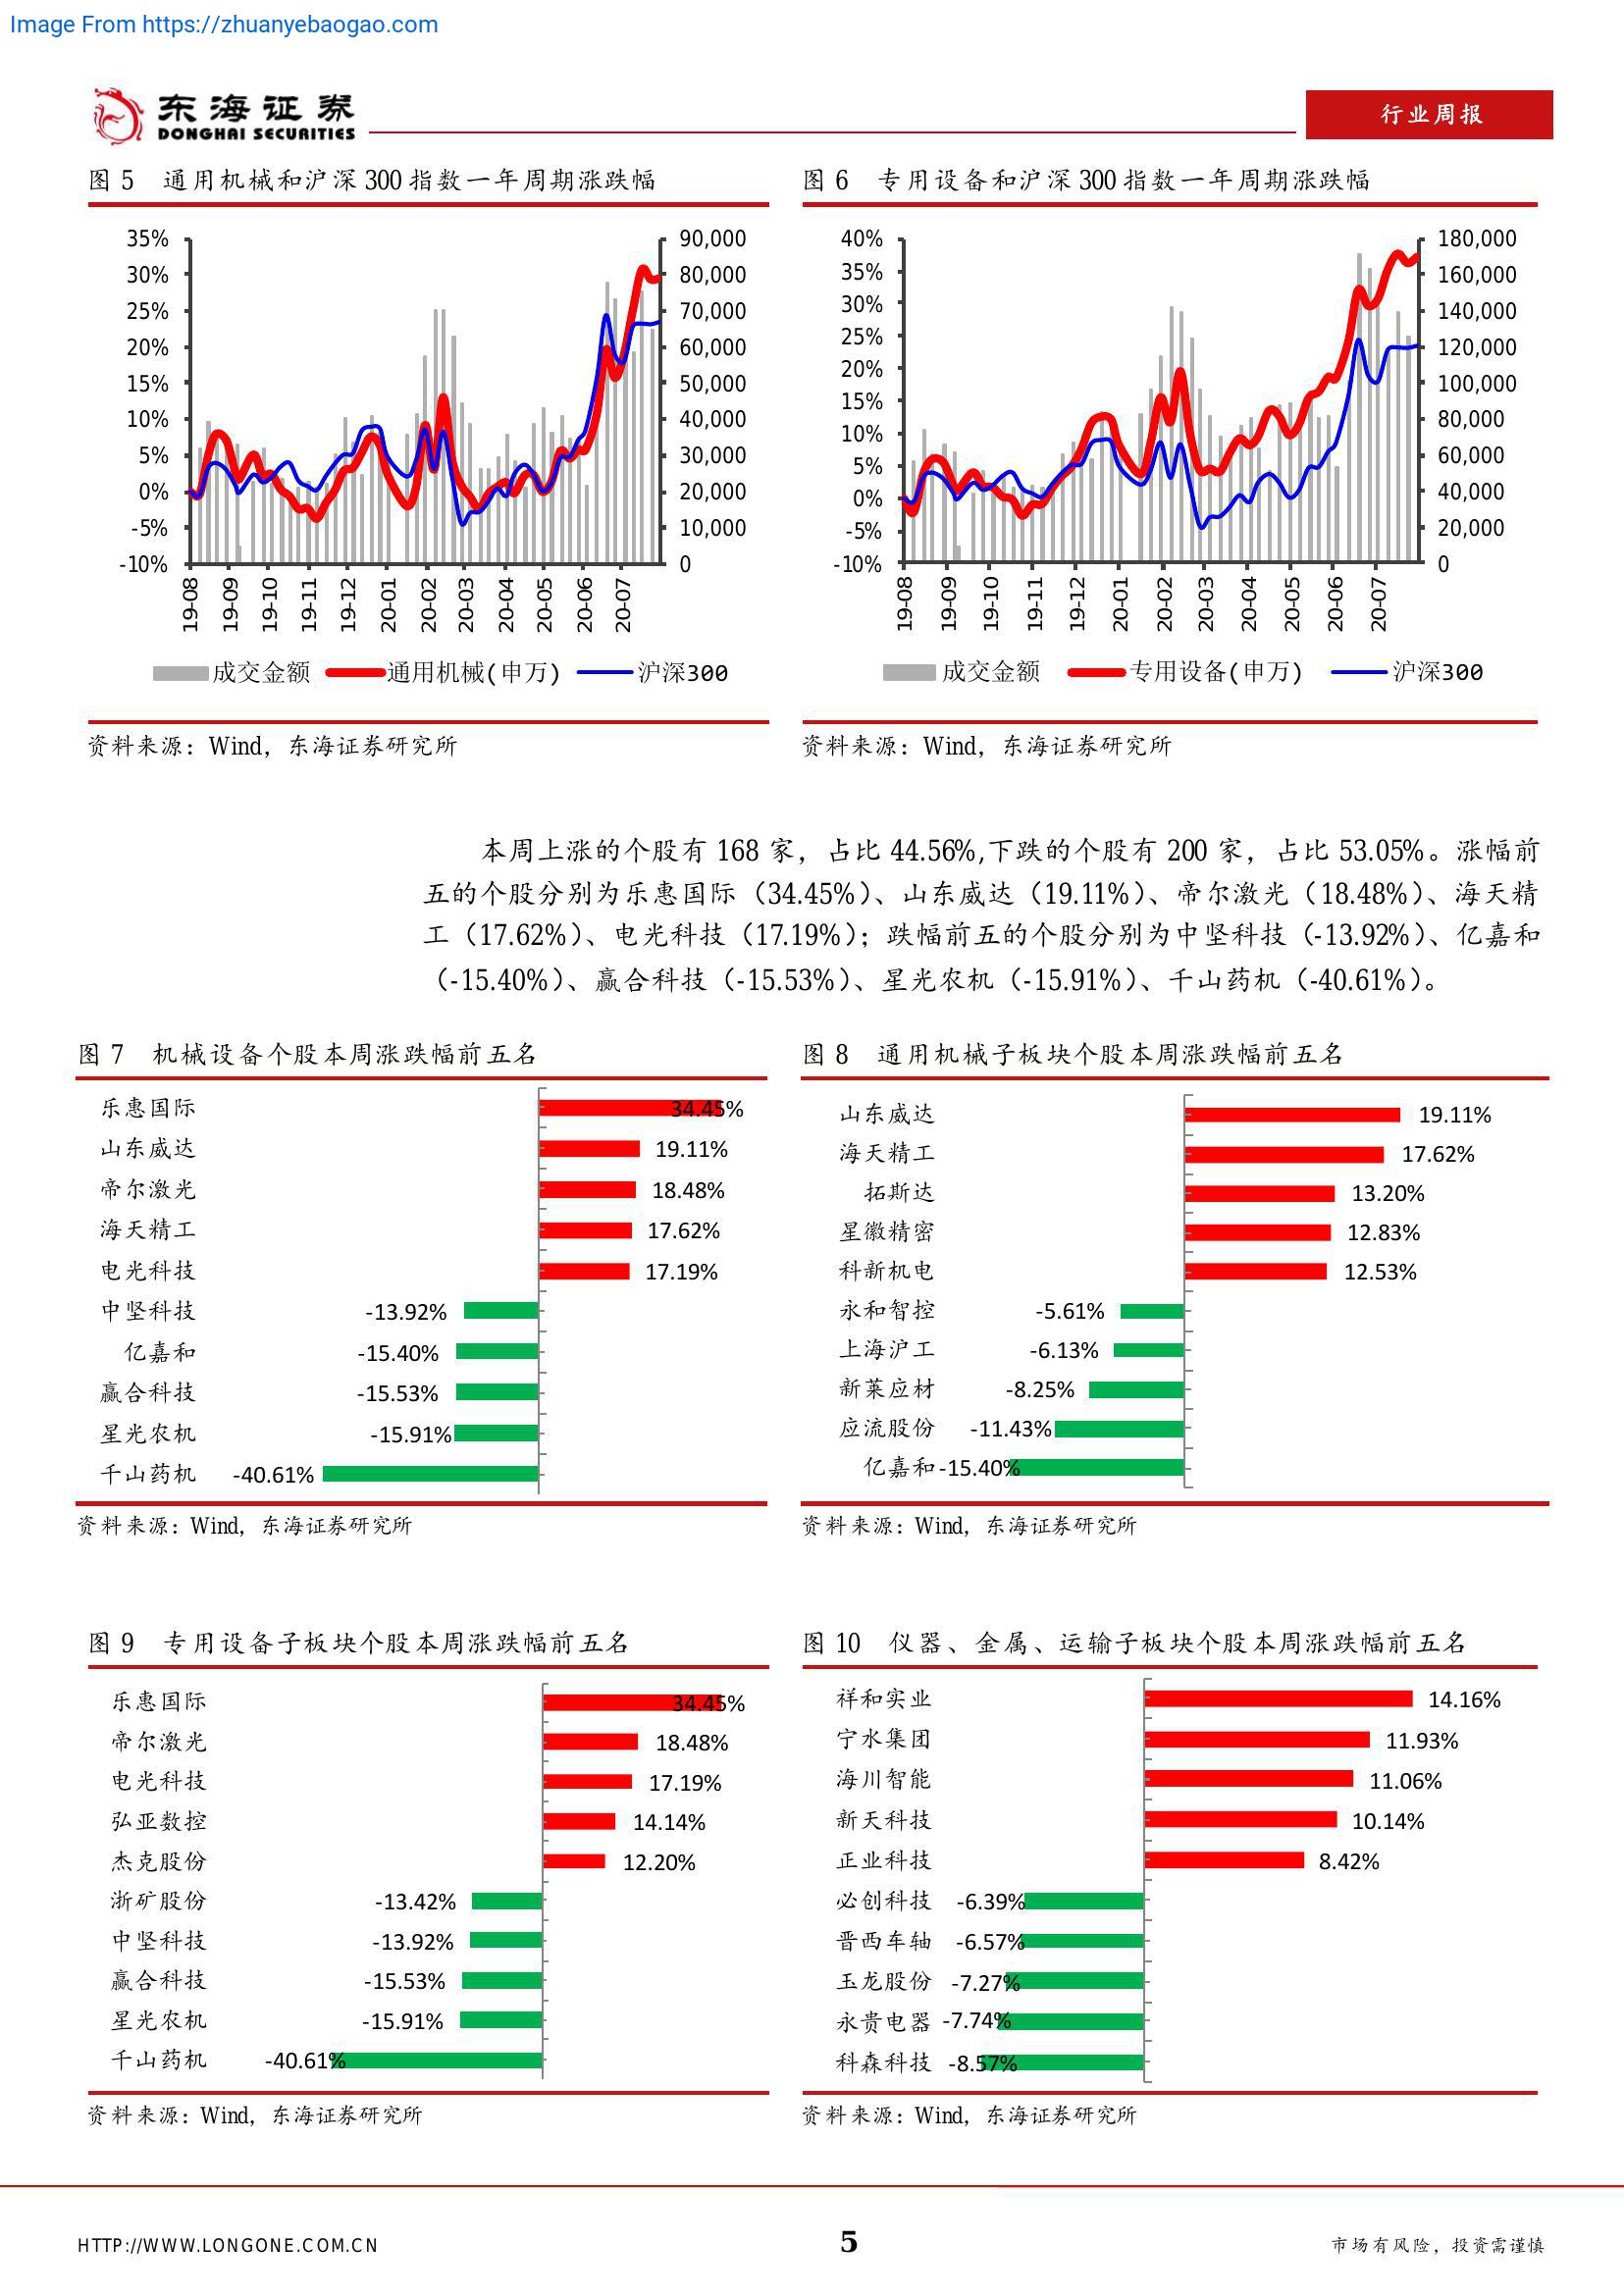 Image From https://zhuanyebaogao.com
东海证券
DONGHAI SECURITIES
行业周报
图 5 通用机械和沪深 300 指数一年周期涨跌幅
35%
30%
25%
20%
15%
10%
5%
0%
-5%
-10%
90,000
80,000
70,000
60,000
50,000
40,000
30,000
20,000
10,000
0
19-08
19-09
19-10
19-11
19-12
20-01
20-02
20-03
20-04
20-05
20-06
20-07
成交金额 通用机械(申万) 沪深300
资料来源：Wind，东海证券研究所
图 6 专用设备和沪深 300 指数一年周期涨跌幅
40%
35%
30%
25%
20%
15%
10%
5%
0%
-5%
-10%
180,000
160,000
140,000
120,000
100,000
80,000
60,000
40,000
20,000
0
19-08
19-09
19-10
19-11
19-12
20-01
20-02
20-03
20-04
20-05
20-06
20-07
成交金额 专用设备(申万) 沪深300
资料来源：Wind，东海证券研究所
本周上涨的个股有 168 家，占比 44.56%,下跌的个股有 200 家，占比 53.05%。涨幅前
五的个股分别为乐惠国际（34.45%）、山东威达（19.11%）、帝尔激光（18.48%）、海天精
工（17.62%）、电光科技（17.19%）；跌幅前五的个股分别为中坚科技（-13.92%）、亿嘉和
（-15.40%）、赢合科技（-15.53%）、星光农机（-15.91%）、千山药机（-40.61%）。
图 7 机械设备个股本周涨跌幅前五名
乐惠国际 34.45%
山东威达 19.11%
帝尔激光 18.48%
海天精工 17.62%
电光科技 17.19%
中坚科技 -13.92%
亿嘉和 -15.40%
赢合科技 -15.53%
星光农机 -15.91%
千山药机 -40.61%
资料来源：Wind，东海证券研究所
图 8 通用机械子板块个股本周涨跌幅前五名
山东威达 19.11%
海天精工 17.62%
拓斯达 13.20%
星徽精密 12.83%
科新机电 12.53%
永和智控 -5.61%
上海沪工 -6.13%
新莱应材 -8.25%
应流股份 -11.43%
亿嘉和 -15.40%
资料来源：Wind，东海证券研究所
图 9 专用设备子板块个股本周涨跌幅前五名
乐惠国际 34.45%
帝尔激光 18.48%
电光科技 17.19%
弘亚数控 14.14%
杰克股份 12.20%
浙矿股份 -13.42%
中坚科技 -13.92%
赢合科技 -15.53%
星光农机 -15.91%
千山药机 -40.61%
资料来源：Wind，东海证券研究所
图 10 仪器、金属、运输子板块个股本周涨跌幅前五名
祥和实业 14.16%
宁水集团 11.93%
海川智能 11.06%
新天科技 10.14%
正业科技 8.42%
必创科技 -6.39%
晋西车轴 -6.57%
玉龙股份 -7.27%
永贵电器 -7.74%
科森科技 -8.57%
资料来源：Wind，东海证券研究所
HTTP://WWW.LONGONE.COM.CN
5
市场有风险，投资需谨慎